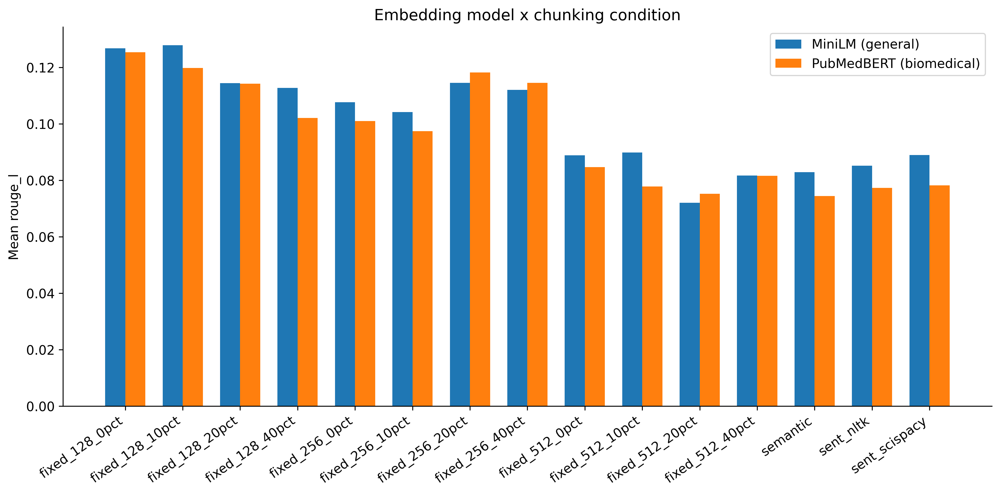 Embedding model x chunking condition
MiniLM (general)
PubMedBERT (biomedical)
Mean rouge_l
0.12
0.10
0.08
0.06
0.04
0.02
0.00
fixed_128_0pct
fixed_128_10pct
fixed_128_20pct
fixed_128_40pct
fixed_256_0pct
fixed_256_10pct
fixed_256_20pct
fixed_256_40pct
fixed_512_0pct
fixed_512_10pct
fixed_512_20pct
fixed_512_40pct
semantic
sent_nltk
sent_scispacy